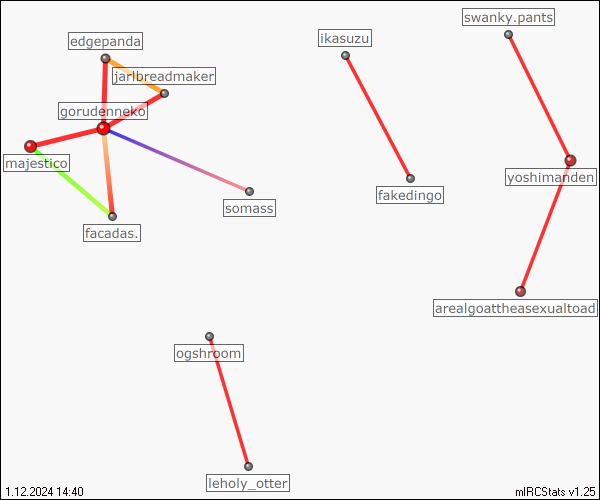 swanky.pants
edgepanda
ikasuzu
jarlbreadmaker
gorudenneko
majestico
yoshimanden
fakedingo
somass
facadas.
arealgoattheasexualtoad
ogshroom
leholy_otter
1.12.2024 14:40
mIRCStats v1.25